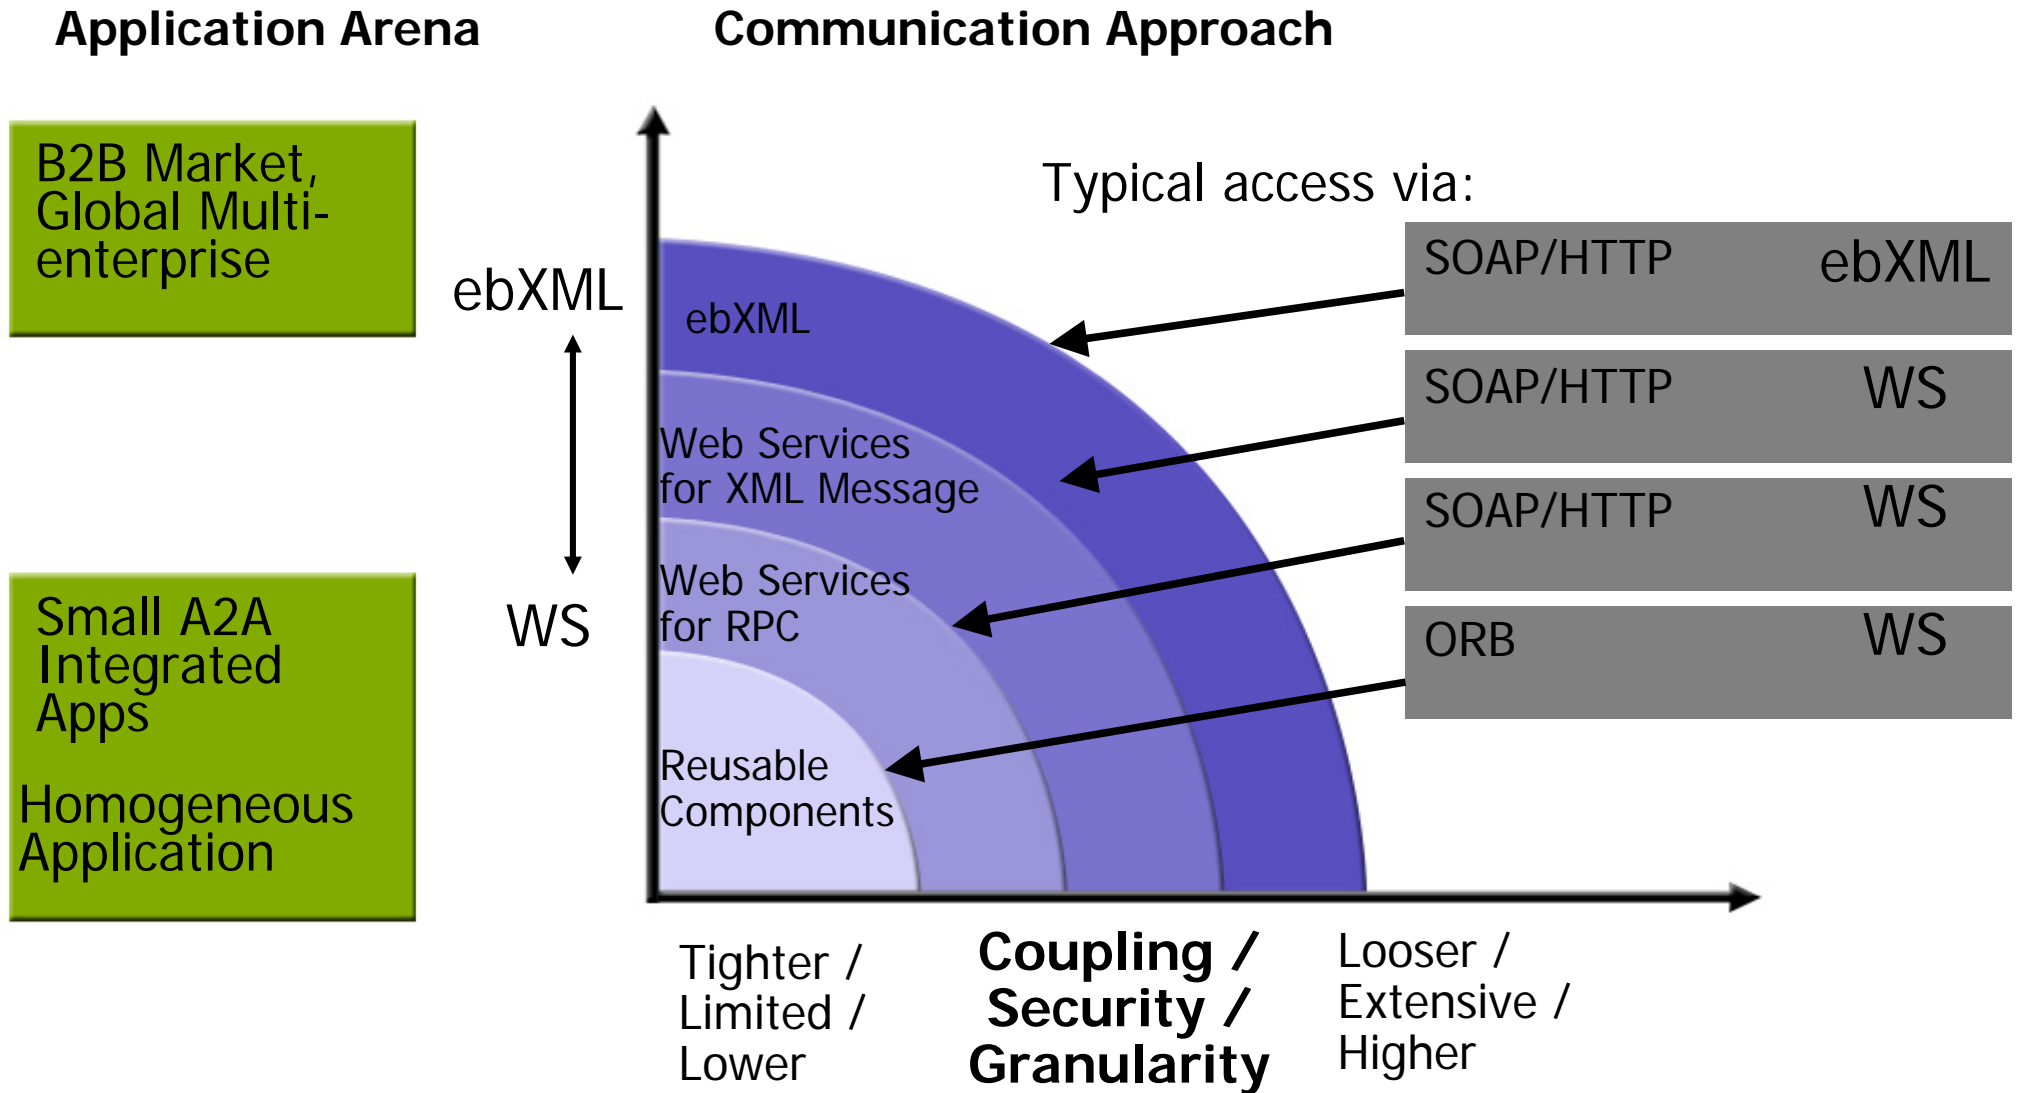 Application Arena
Communication Approach
B2B Market,
Global Multi-
enterprise
ebXML
WS
Small A2A
Integrated
Apps
Homogeneous
Application
ebXML
Web Services
for XML Message
Web Services
for RPC
Reusable
Components
Typical access via:
SOAP/HTTP ebXML
SOAP/HTTP WS
SOAP/HTTP WS
ORB WS
Tighter /
Limited /
Lower
Coupling /
Security /
Granularity
Looser /
Extensive /
Higher